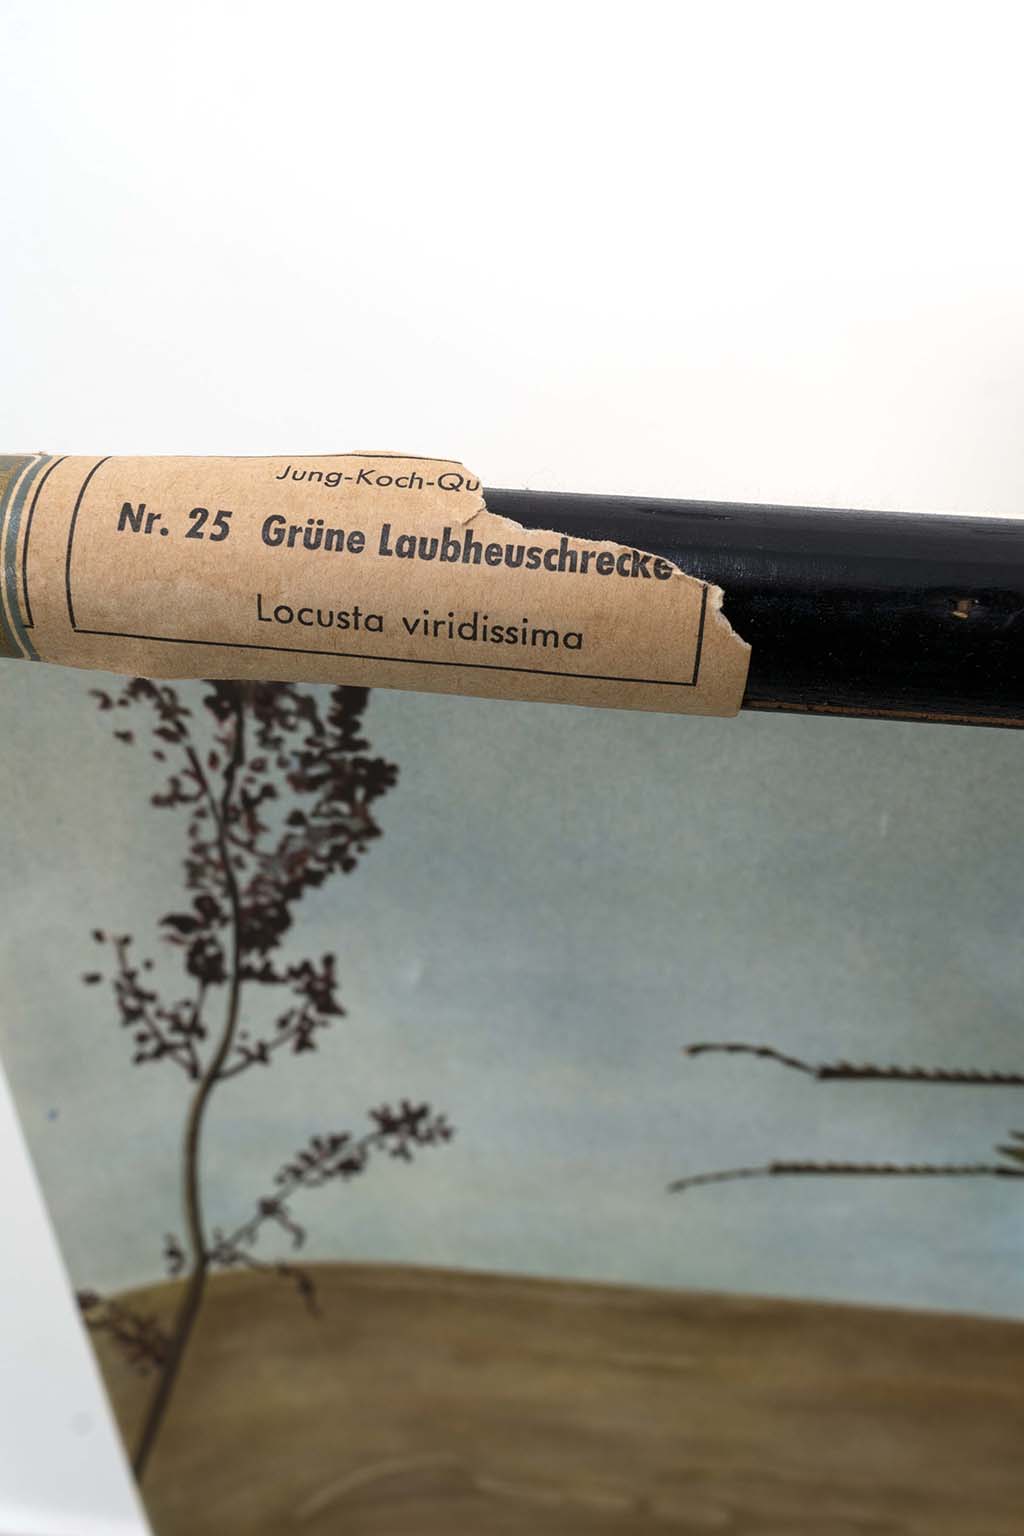 Jung-Koch-Qu
Nr. 25 Grüne Laubheuschrecke
Locusta viridissima